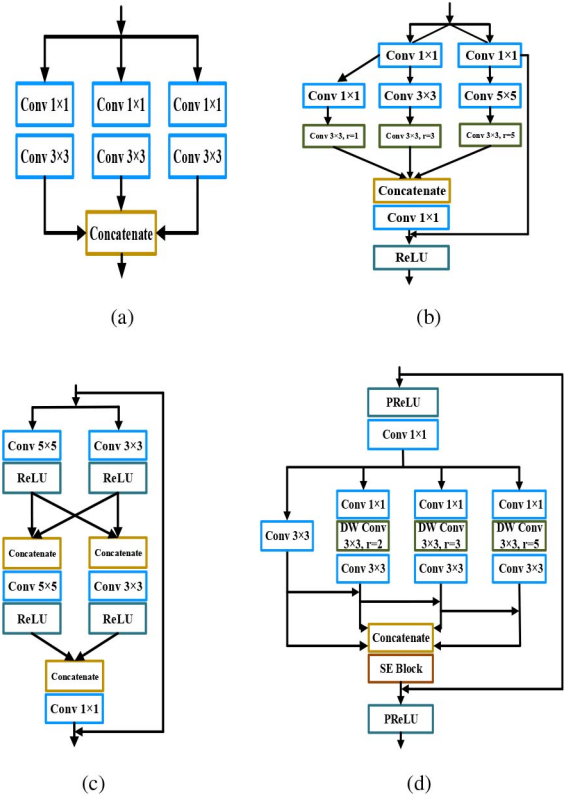 Conv 1×1 Conv 1×1 Conv 1×1
Conv 3×3 Conv 3×3 Conv 3×3
Concatenate
(a)
Conv 1×1 Conv 1×1
Conv 1×1 Conv 3×3 Conv 5×5
Conv 3×3, r=1 Conv 3×3, r=3 Conv 3×3, r=5
Concatenate
Conv 1×1
ReLU
(b)
Conv 5×5 Conv 3×3
ReLU ReLU
Concatenate Concatenate
Conv 5×5 Conv 3×3
ReLU ReLU
Concatenate
Conv 1×1
(c)
PReLU
Conv 1×1
Conv 1×1 Conv 1×1 Conv 1×1
Conv 3×3
DW Conv
3×3, r=2
DW Conv
3×3, r=3
DW Conv
3×3, r=5
Conv 3×3 Conv 3×3 Conv 3×3
Concatenate
SE Block
PReLU
(d)